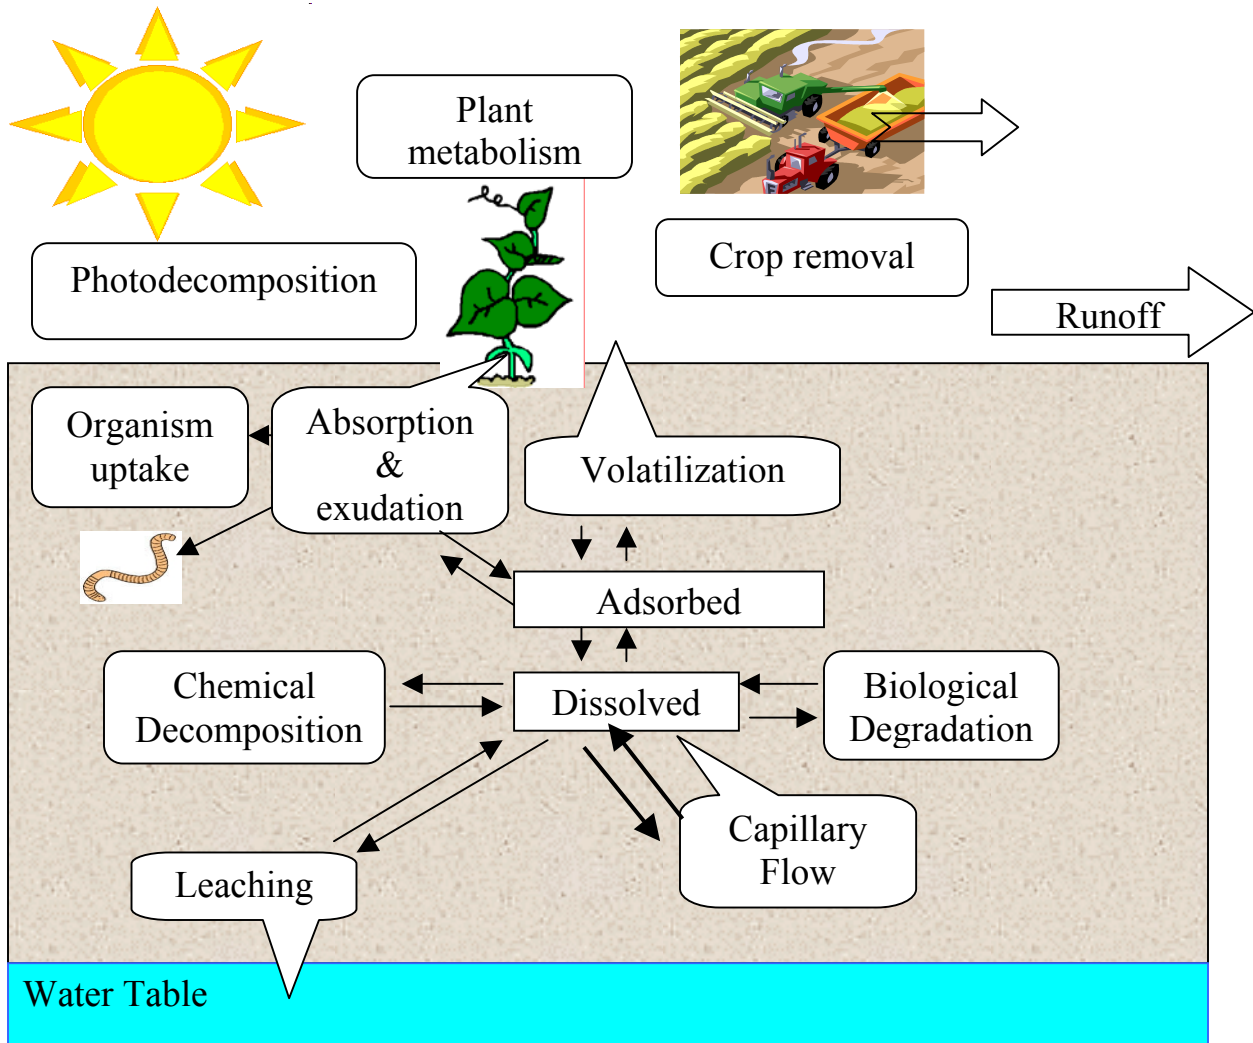 Plant
metabolism
Photodecomposition
Crop removal
Runoff
Organism
uptake
Absorption
&
exudation
Volatilization
Adsorbed
Chemical
Decomposition
Dissolved
Biological
Degradation
Capillary
Flow
Leaching
Water Table